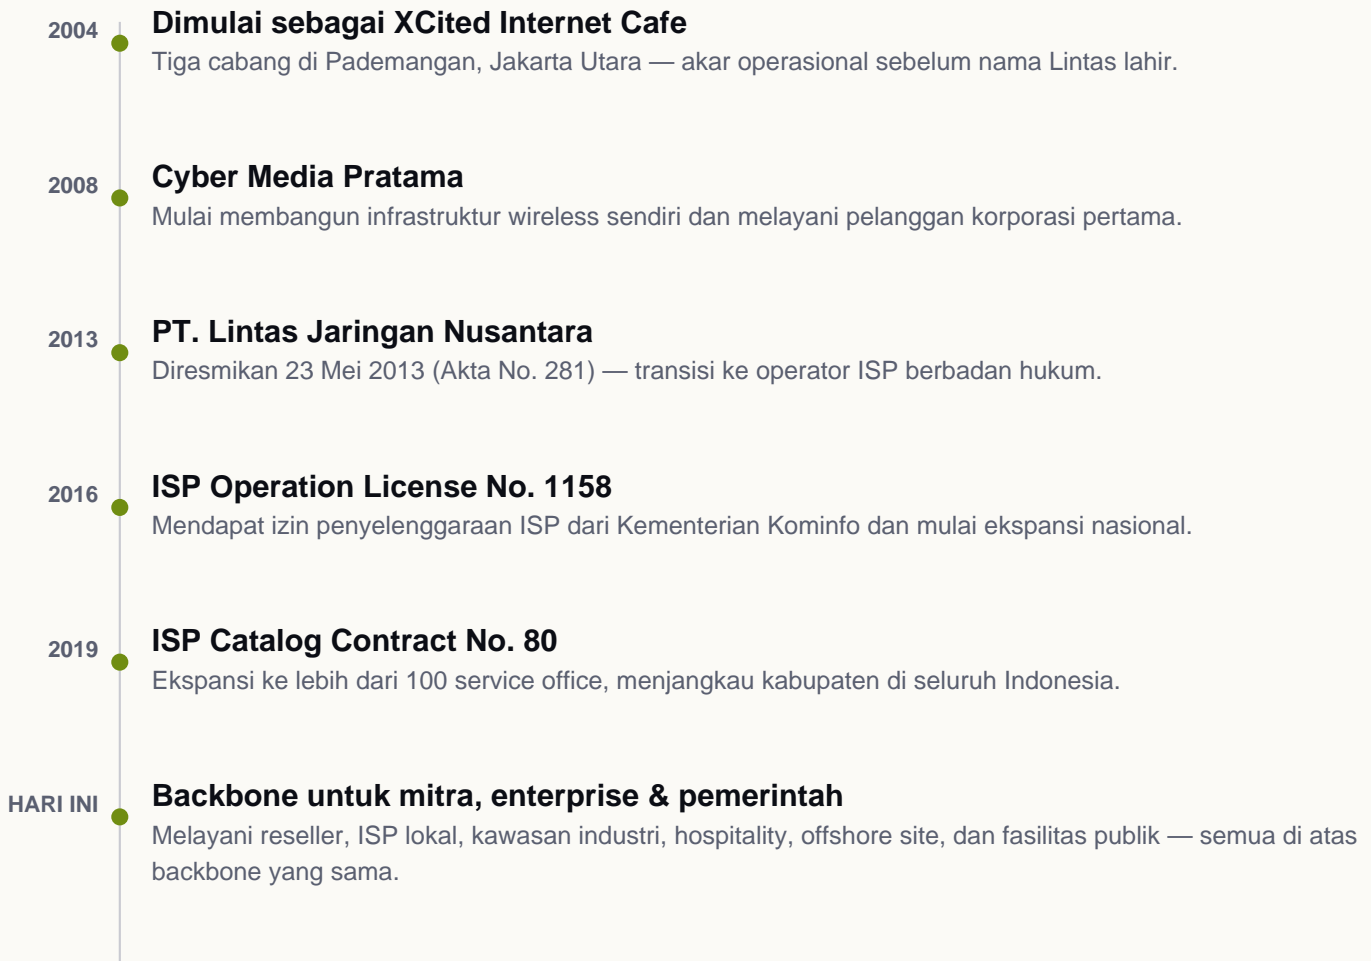 2004
Dimulai sebagai XCited Internet Cafe
Tiga cabang di Pademangan, Jakarta Utara — akar operasional sebelum nama Lintas lahir.
2008
Cyber Media Pratama
Mulai membangun infrastruktur wireless sendiri dan melayani pelanggan korporasi pertama.
2013
PT. Lintas Jaringan Nusantara
Diresmikan 23 Mei 2013 (Akta No. 281) — transisi ke operator ISP berbadan hukum.
2016
ISP Operation License No. 1158
Mendapat izin penyelenggaraan ISP dari Kementerian Kominfo dan mulai ekspansi nasional.
2019
ISP Catalog Contract No. 80
Ekspansi ke lebih dari 100 service office, menjangkau kabupaten di seluruh Indonesia.
HARI INI
Backbone untuk mitra, enterprise & pemerintah
Melayani reseller, ISP lokal, kawasan industri, hospitality, offshore site, dan fasilitas publik — semua di atas
backbone yang sama.